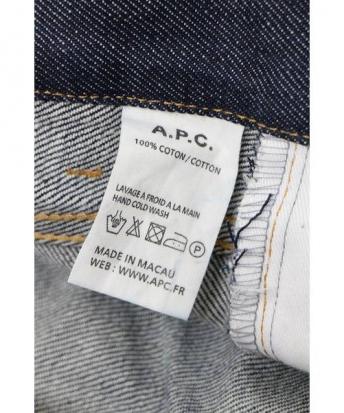 A.P.C.
100% COTON/COTTON
LAVAGE A FROID A LA MAIN
HAND COLD WASH
P
MADE IN MACAU
WEB : WWW.APC.FR